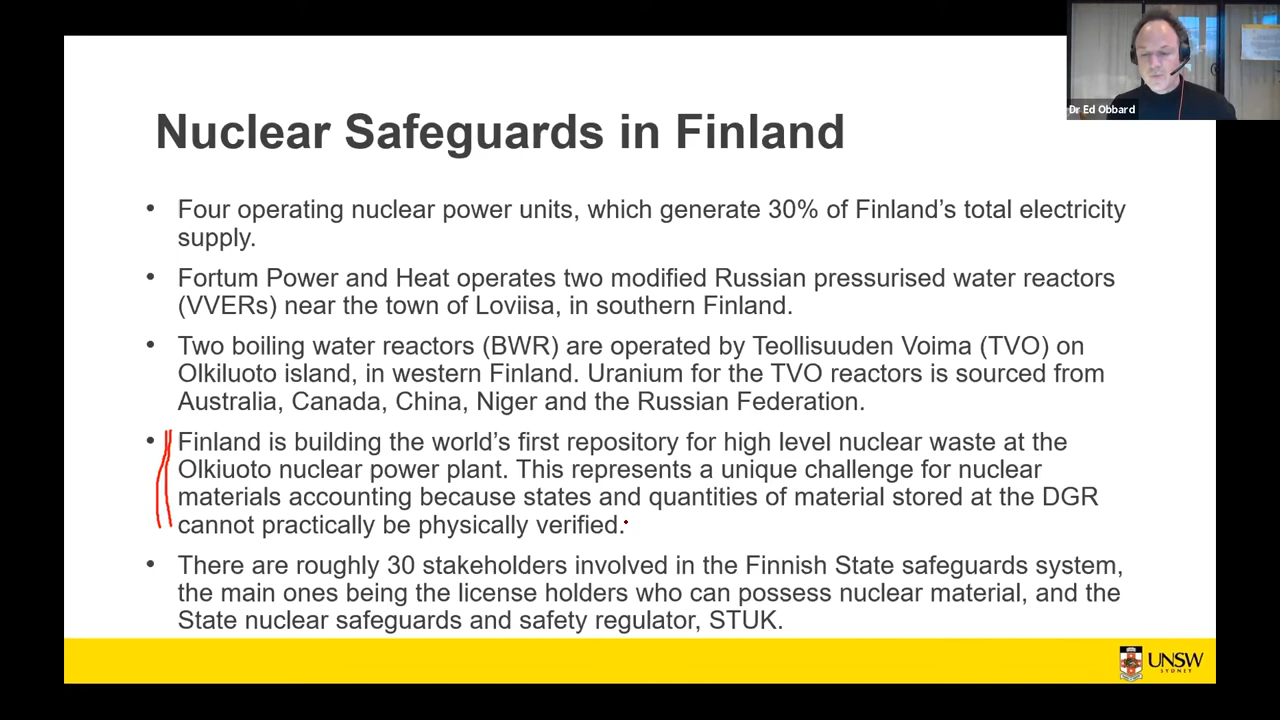 Dr Ed Obbard
Nuclear Safeguards in Finland
• Four operating nuclear power units, which generate 30% of Finland’s total electricity
supply.
• Fortum Power and Heat operates two modified Russian pressurised water reactors
(VVERs) near the town of Loviisa, in southern Finland.
• Two boiling water reactors (BWR) are operated by Teollisuuden Voima (TVO) on
Olkiluoto island, in western Finland. Uranium for the TVO reactors is sourced from
Australia, Canada, China, Niger and the Russian Federation.
• Finland is building the world’s first repository for high level nuclear waste at the
Olkiuoto nuclear power plant. This represents a unique challenge for nuclear
materials accounting because states and quantities of material stored at the DGR
cannot practically be physically verified.
• There are roughly 30 stakeholders involved in the Finnish State safeguards system,
the main ones being the license holders who can possess nuclear material, and the
State nuclear safeguards and safety regulator, STUK.
UNSW
SYDNEY